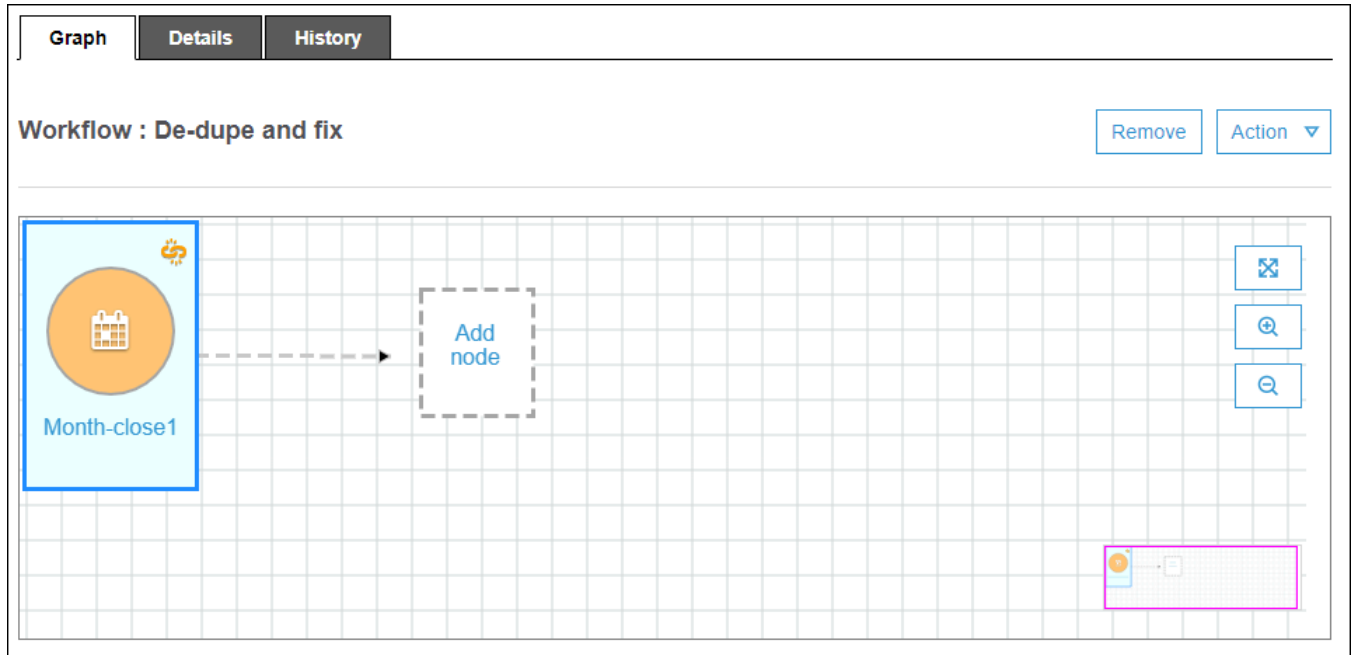 Graph Details History
Workflow : De-dupe and fix
Remove Action
Add
node
Month-close1